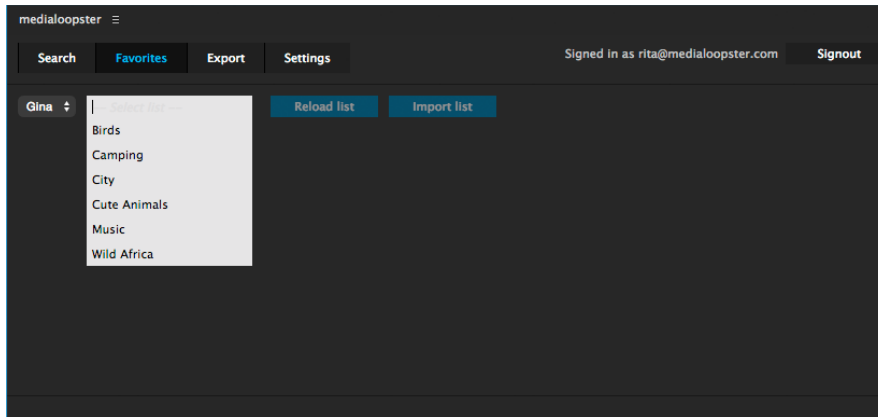 medialoopster
Search Favorites Export Settings Signed in as rita@medialoopster.com Signout
Gina -- Select list -- Reload list Import list
Birds
Camping
City
Cute Animals
Music
Wild Africa